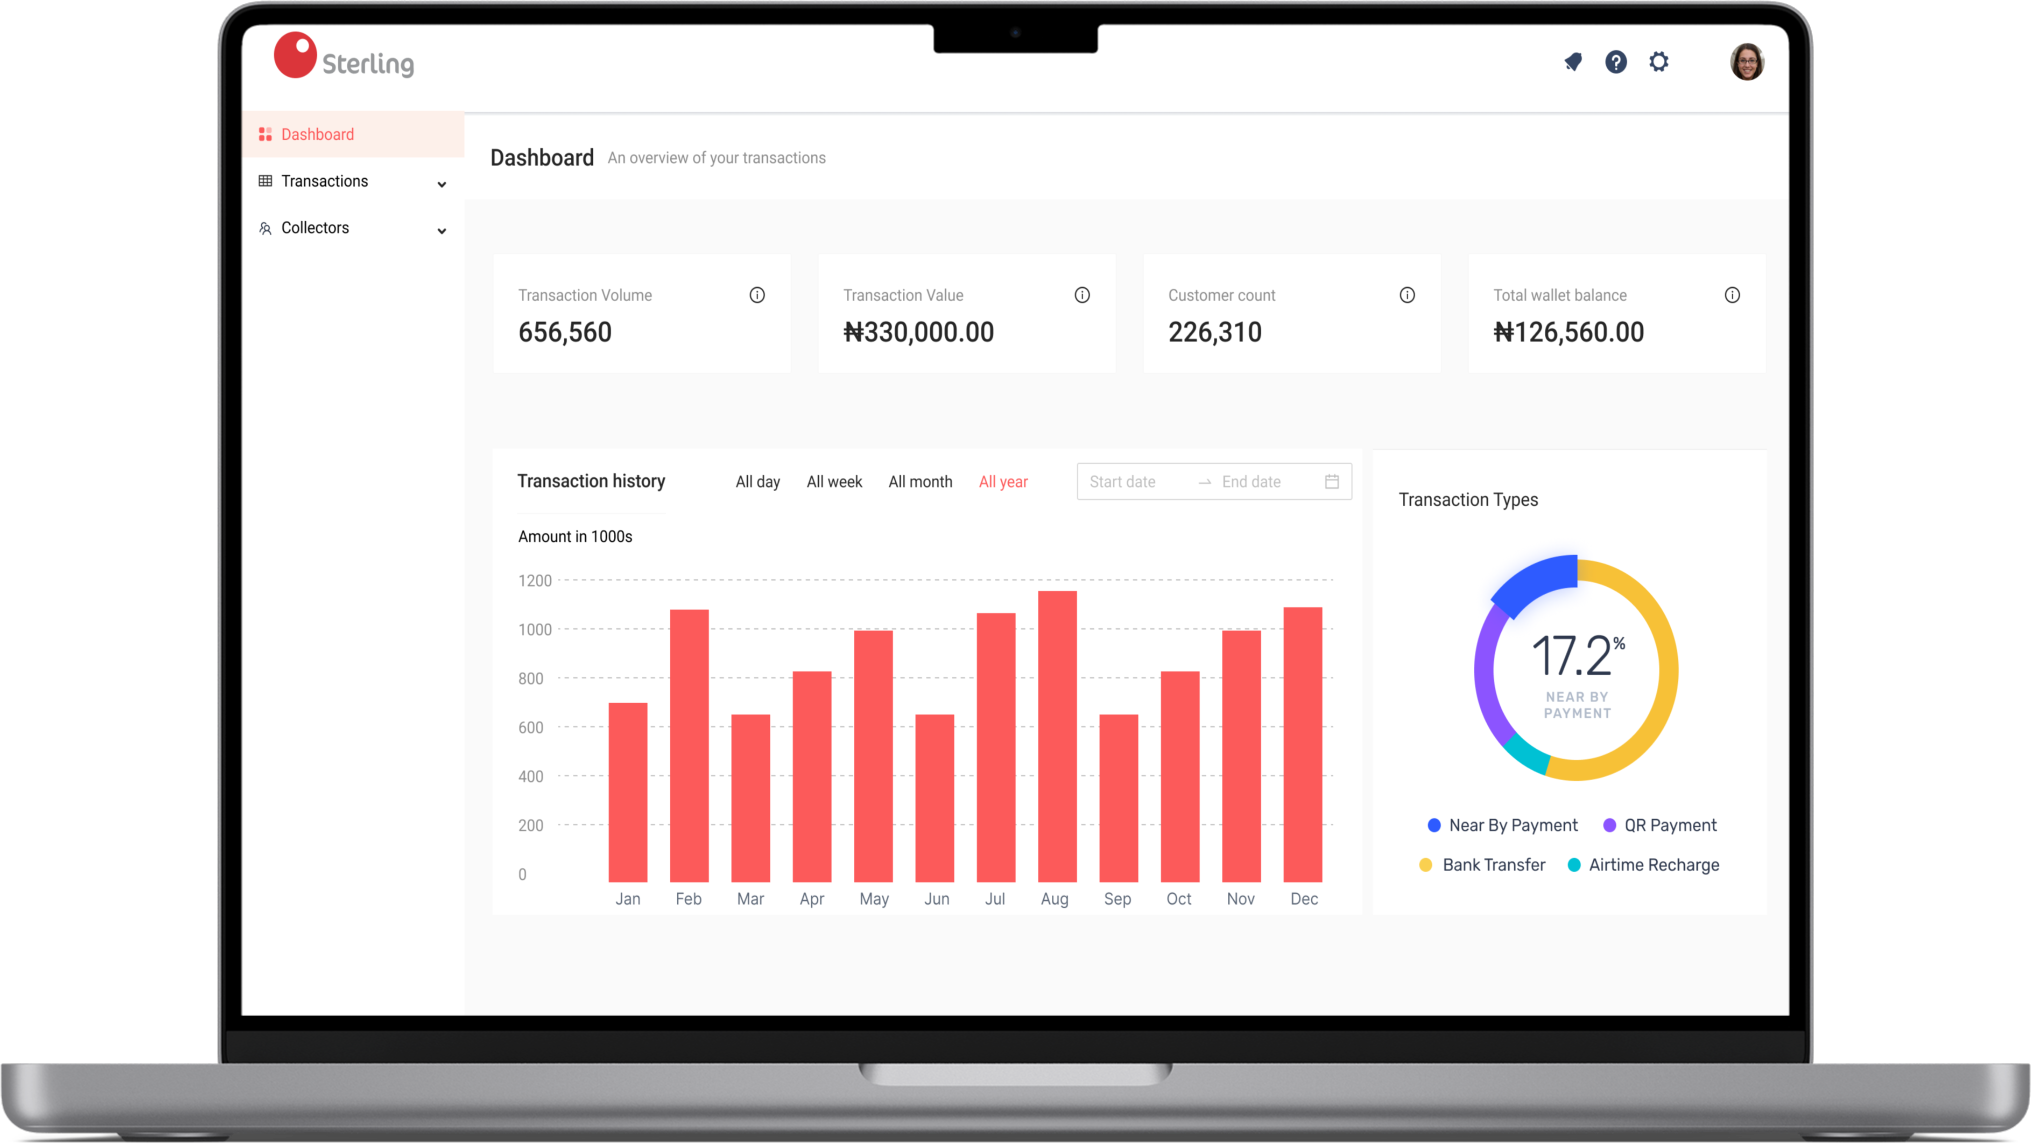 Sterling
Dashboard
Transactions
Collectors
Dashboard An overview of your transactions
Transaction Volume
656,560
Transaction Value
₦330,000.00
Customer count
226,310
Total wallet balance
₦126,560.00
Transaction history All day All week All month All year Start date → End date
Amount in 1000s
1200
1000
800
600
400
200
0
Jan Feb Mar Apr May Jun Jul Aug Sep Oct Nov Dec
Transaction Types
17.2%
NEAR BY
PAYMENT
Near By Payment QR Payment
Bank Transfer Airtime Recharge